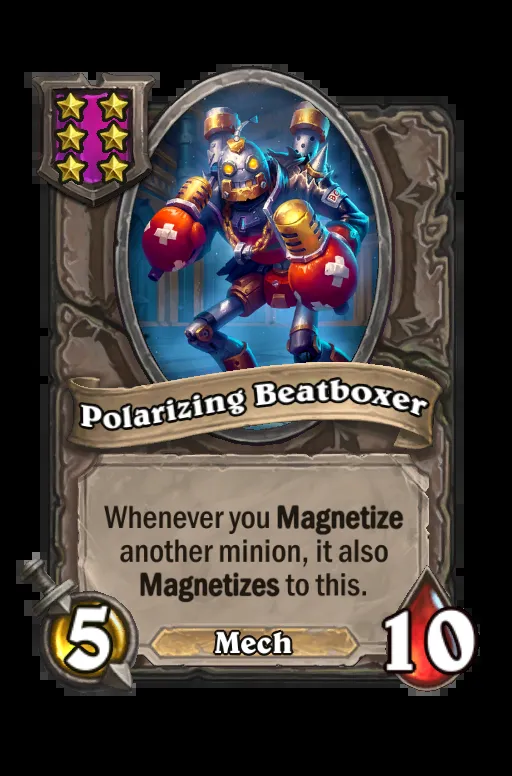 Polarizing Beatboxer
Whenever you Magnetize
another minion, it also
Magnetizes to this.
5
Mech
10